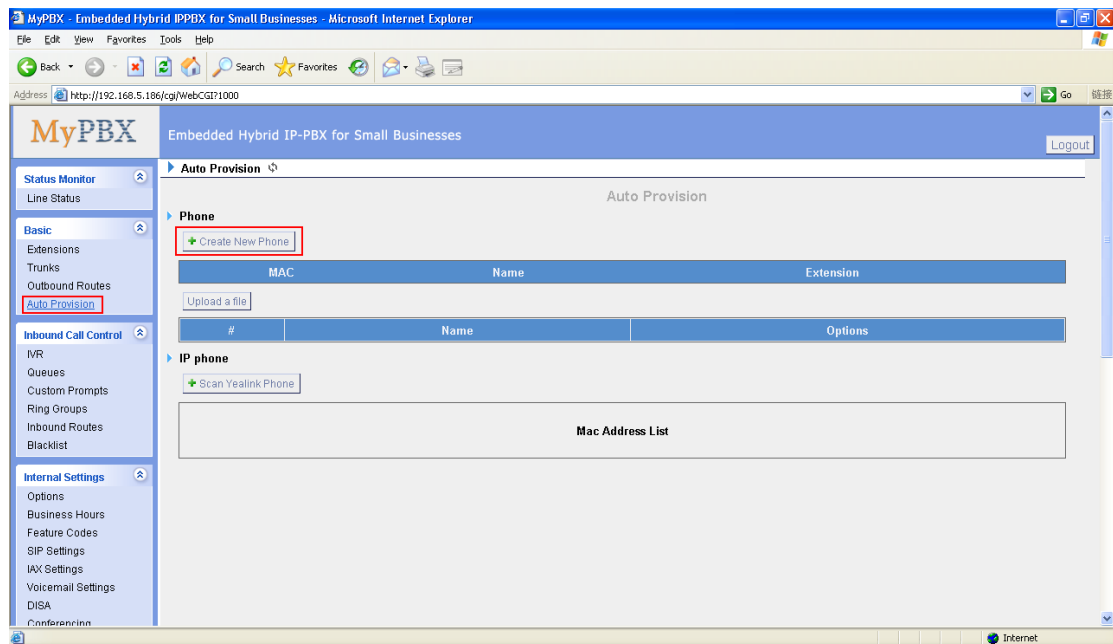 MyPBX - Embedded Hybrid IPPBX for Small Businesses - Microsoft Internet Explorer
File Edit View Favorites Tools Help
Back Search Favorites
Address http://192.168.5.186/cgi/WebCGI?1000 Go 链接
MyPBX Embedded Hybrid IP-PBX for Small Businesses
Logout
Status Monitor
Line Status
Basic
Extensions
Trunks
Outbound Routes
Auto Provision
Inbound Call Control
IVR
Queues
Custom Prompts
Ring Groups
Inbound Routes
Blacklist
Internal Settings
Options
Business Hours
Feature Codes
SIP Settings
IAX Settings
Voicemail Settings
DISA
Conferencing
Auto Provision
Auto Provision
Phone
Create New Phone
MAC Name Extension
Upload a file
# Name Options
IP phone
Scan Yealink Phone
Mac Address List
Internet